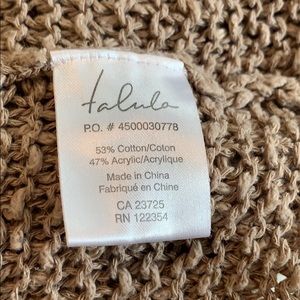 talula
P.O. # 4500030778
53% Cotton/Coton
47% Acrylic/Acrylique
Made in China
Fabriqué en Chine
CA 23725
RN 122354